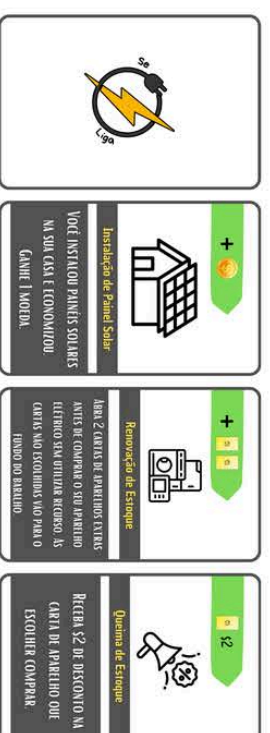 Se
Liga
+
Instalação de Painel Solar
VOCÊ INSTALOU PAINÉIS SOLARES
NA SUA CASA E ECONOMIZOU.
GANHE 1 MOEDA.
+
Renovação de Estoque
ABRA 2 CARTAS DE APARELHOS EXTRAS
ANTES DE COMPRAR O SEU APARELHO
ELÉTRICO SEM UTILIZAR RECURSO. AS
CARTAS NÃO ESCOLHIDAS VÃO PARA O
FUNDO DO BARALHO
$2
Queima de Estoque
RECEBA $2 DE DESCONTO NA
CARTA DE APARELHO QUE
ESCOLHER COMPRAR.